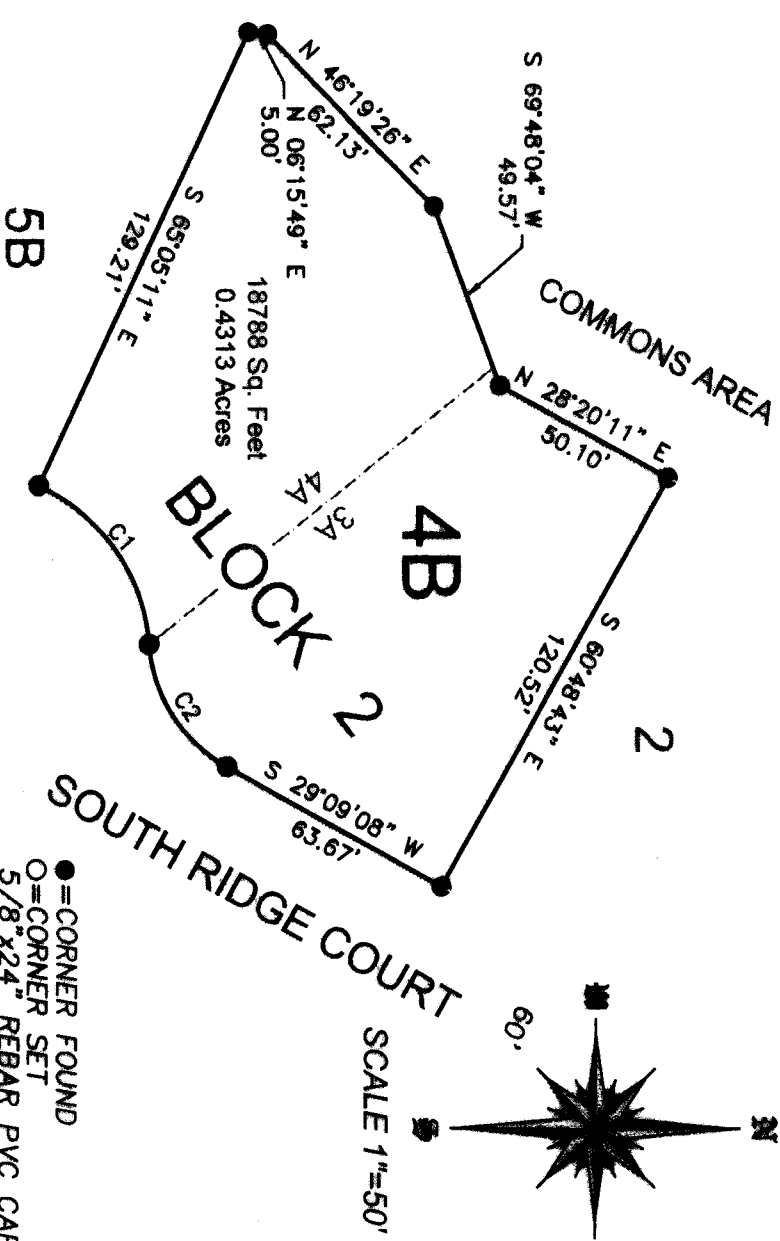 S 69°48'04" W
49.57'
COMMONS AREA
N 46°19'26" E
62.13'
N 06°15'49" E
5.00'
N 28°20'11" E
50.10'
S 65°05'11" E
129.21'
5B
18788 Sq. Feet
0.4313 Acres
4A
3A
4B
BLOCK 2
S 60°48'43" E
120.52'
2
C1
C2
S 29°09'08" W
63.67'
SOUTH RIDGE COURT
60'
SCALE 1"=50'
●=CORNER FOUND
O=CORNER SET
5/8"x24" REBAR PVC CAP